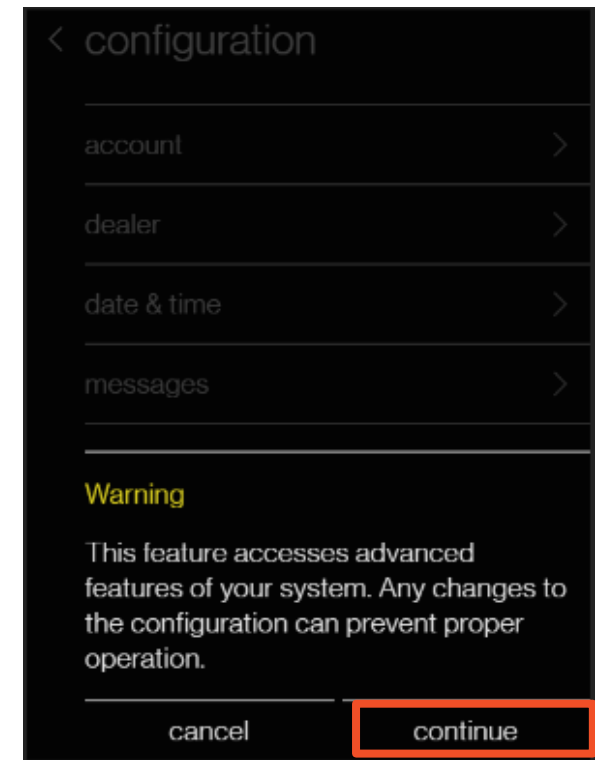 configuration
account
dealer
date & time
messages
Warning
This feature accesses advanced
features of your system. Any changes to
the configuration can prevent proper
operation.
cancel continue